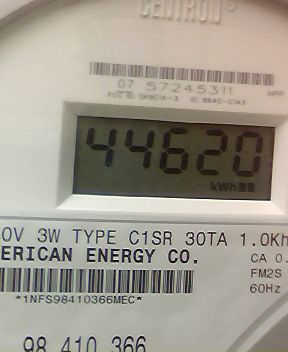 CENTRON
07 57245311
44620
kWh
0V 3W TYPE C1SR 30TA 1.0Kh
ERICAN ENERGY CO.
CA 0.
FM2S
60Hz
*1NFS98410366MEC*
98 410 366